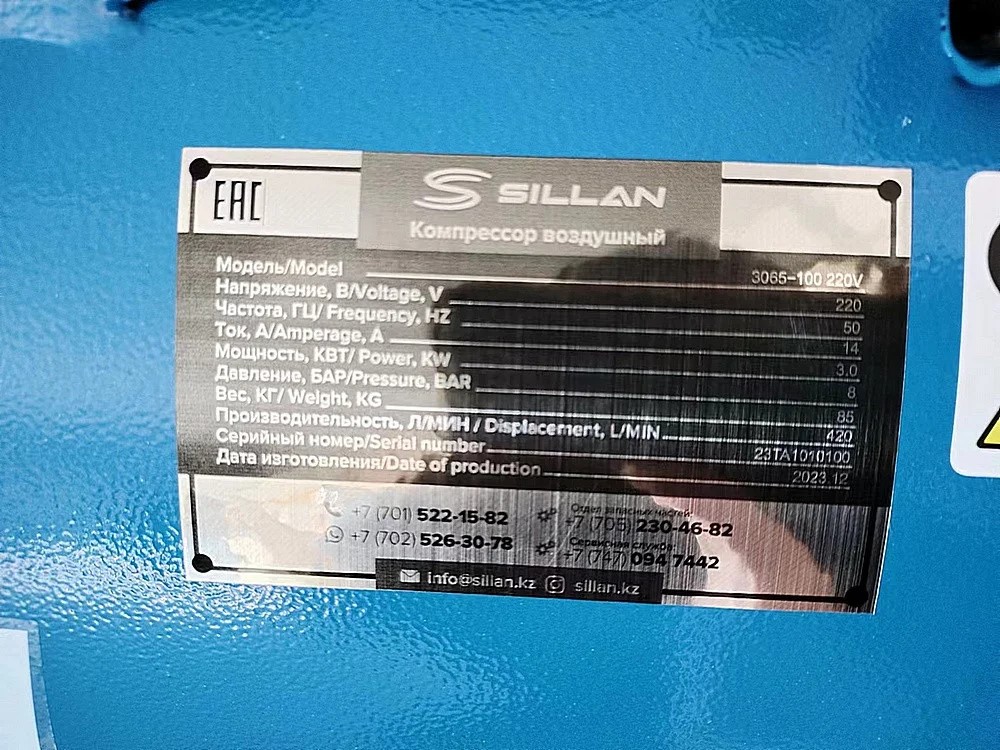 EAC
SILLAN
Компрессор воздушный
Модель/Model 3065-100 220V
Напряжение, В/Voltage, V 220
Частота, ГЦ/ Frequency, HZ 50
Ток, А/Amperage, A 14
Мощность, КВТ/ Power, KW 3.0
Давление, БАР/Pressure, BAR 8
Вес, КГ/ Weight, KG 85
Производительность, Л/МИН / Displacement, L/MIN 420
Серийный номер/Serial number 23TA1010100
Дата изготовления/Date of production 2023.12
+7 (701) 522-15-82
+7 (702) 526-30-78
Отдел запасных частей:
+7 (705) 230-46-82
Сервисная служба:
+7 (747) 094 7442
info@sillan.kz sillan.kz